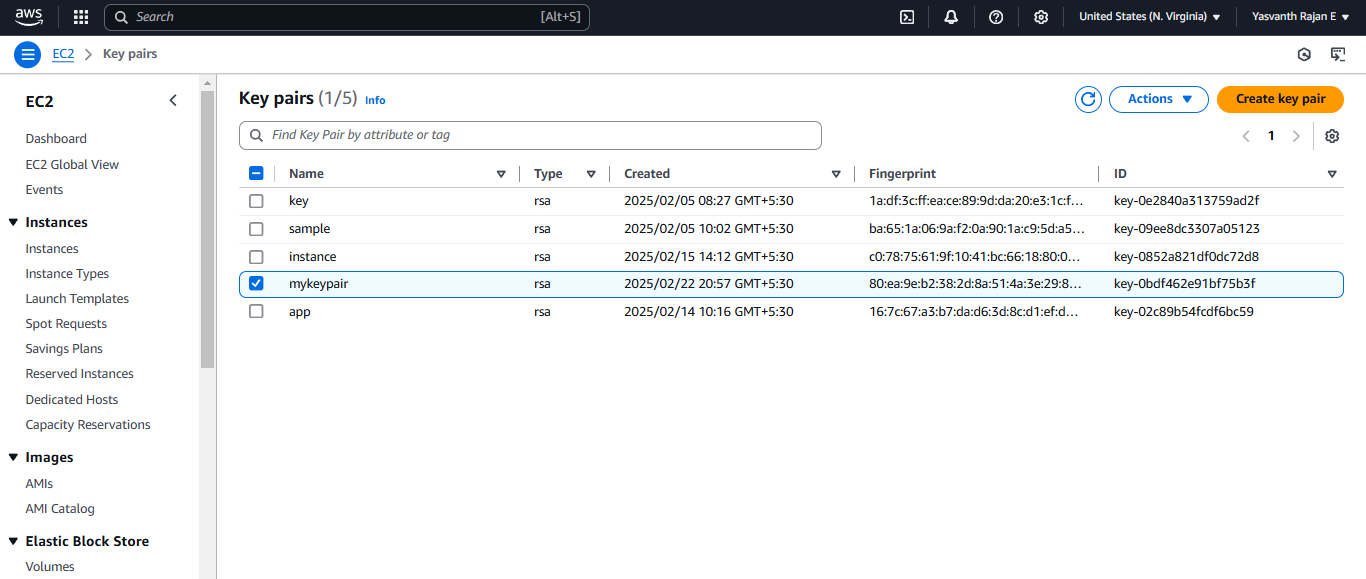 aws Search [Alt+S] United States (N. Virginia) Yasvanth Rajan E
EC2 Key pairs
EC2
Dashboard
EC2 Global View
Events
Instances
Instances
Instance Types
Launch Templates
Spot Requests
Savings Plans
Reserved Instances
Dedicated Hosts
Capacity Reservations
Images
AMIs
AMI Catalog
Elastic Block Store
Volumes
Key pairs (1/5) Info Actions Create key pair
Find Key Pair by attribute or tag 1
Name Type Created Fingerprint ID
key rsa 2025/02/05 08:27 GMT+5:30 1a:df:3c:ff:ea:ce:89:9d:da:20:e3:1c:f... key-0e2840a313759ad2f
sample rsa 2025/02/05 10:02 GMT+5:30 ba:65:1a:06:9a:f2:0a:90:1a:c9:5d:a5... key-09ee8dc3307a05123
instance rsa 2025/02/15 14:12 GMT+5:30 c0:78:75:61:9f:10:41:bc:66:18:80:0... key-0852a821df0dc72d8
mykeypair rsa 2025/02/22 20:57 GMT+5:30 80:ea:9e:b2:38:2d:8a:51:4a:3e:29:8... key-0bdf462e91bf75b3f
app rsa 2025/02/14 10:16 GMT+5:30 16:7c:67:a3:b7:da:d6:3d:8c:d1:ef:d... key-02c89b54fcdf6bc59